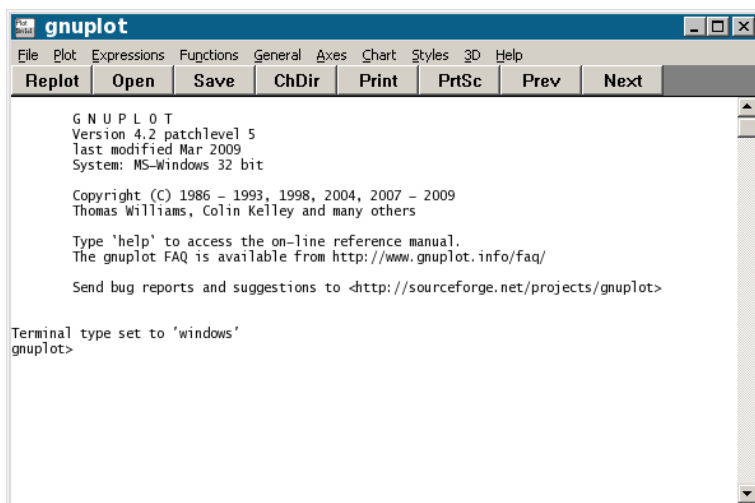 gnuplot
File Plot Expressions Functions General Axes Chart Styles 3D Help
Replot Open Save ChDir Print PrtSc Prev Next
G N U P L O T
Version 4.2 patchlevel 5
last modified Mar 2009
System: MS-Windows 32 bit
Copyright (C) 1986 - 1993, 1998, 2004, 2007 - 2009
Thomas Williams, Colin Kelley and many others
Type `help` to access the on-line reference manual.
The gnuplot FAQ is available from http://www.gnuplot.info/faq/
Send bug reports and suggestions to <http://sourceforge.net/projects/gnuplot>
Terminal type set to 'windows'
gnuplot>